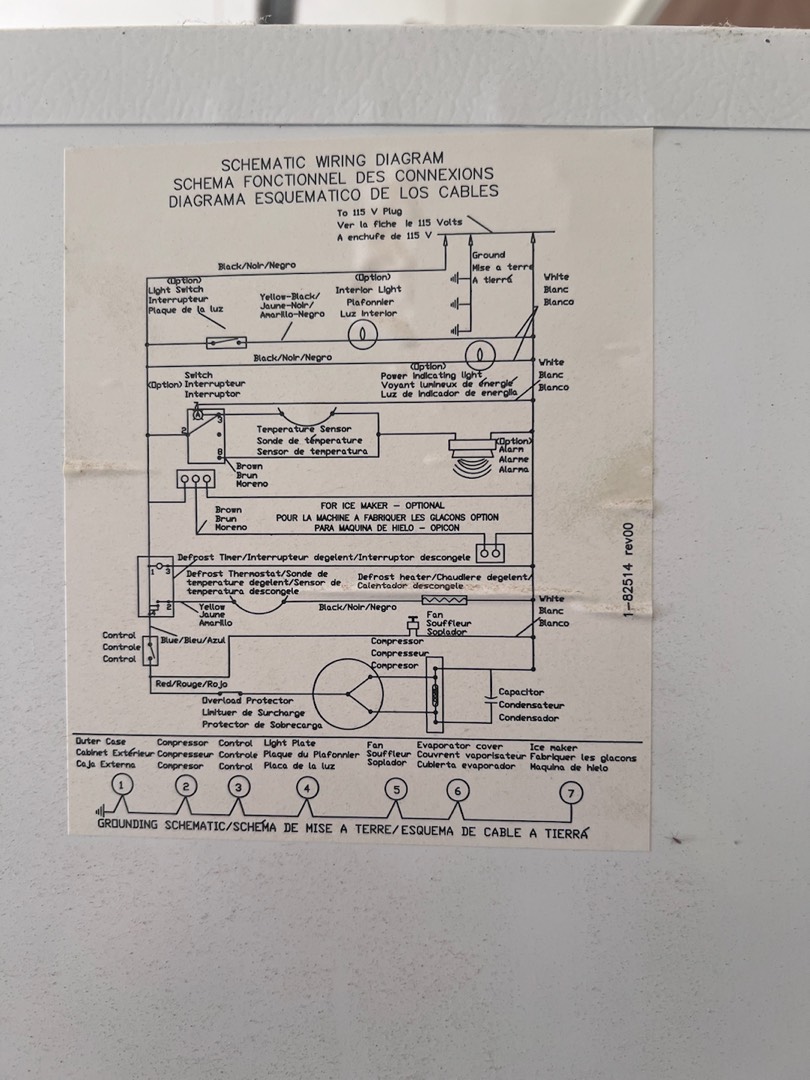 SCHEMATIC WIRING DIAGRAM
SCHEMA FONCTIONNEL DES CONNEXIONS
DIAGRAMA ESQUEMATICO DE LOS CABLES
To 115 V Plug
Ver la fiche le 115 Volts
A enchufe de 115 V
Black/Noir/Negro
Ground
Mise a terre
A tierra
(Option)
Light Switch
Interrupteur
Plaque de la luz
Yellow-Black/
Jaune-Noir/
Amarillo-Negro
(Option)
Interior Light
Plafonnier
Luz Interior
White
Blanc
Blanco
Black/Noir/Negro
(Option)
Power indicating light
Voyant lumineux de énergie
Luz de indicador de energiia
White
Blanc
Blanco
Switch
(Option) Interrupteur
Interruptor
A
2
3
8
Temperature Sensor
Sonde de température
Sensor de temperatura
(Option)
Alarm
Alarme
Alarma
Brown
Brun
Moreno
Brown
Brun
Moreno
FOR ICE MAKER - OPTIONAL
POUR LA MACHINE A FABRIQUER LES GLACONS OPTION
PARA MAQUINA DE HIELO - OPICON
Defrost Timer/Interrupteur degelent/Interruptor descongele
1 3
2
Defrost Thermostat/Sonde de
temperature degelent/Sensor de
temperatura descongele
Defrost heater/Chaudiere degelent/
Calentador descongele
Yellow
Jaune
Amarillo
Black/Noir/Negro
White
Blanc
Blanco
Fan
Souffleur
Soplador
Control
Controle
Control
Blue/Bleu/Azul
Compressor
Compresseur
Compresor
Red/Rouge/Rojo
Overload Protector
Limituer de Surcharge
Protector de Sobrecarga
Capacitor
Condensateur
Condensador
1-82514 rev00
Outer Case
Cabinet Extérieur
Caja Externa
Compressor
Compresseur
Compresor
Control
Controle
Control
Light Plate
Plaque du Plafonnier
Placa de la luz
Fan
Souffleur
Soplador
Evaporator cover
Couvrent vaporisateur
Cubierta evaporador
Ice maker
Fabriquer les glacons
Maquina de hielo
1 2 3 4 5 6 7
GROUNDING SCHEMATIC/SCHEMA DE MISE A TERRE/ESQUEMA DE CABLE A TIERRA